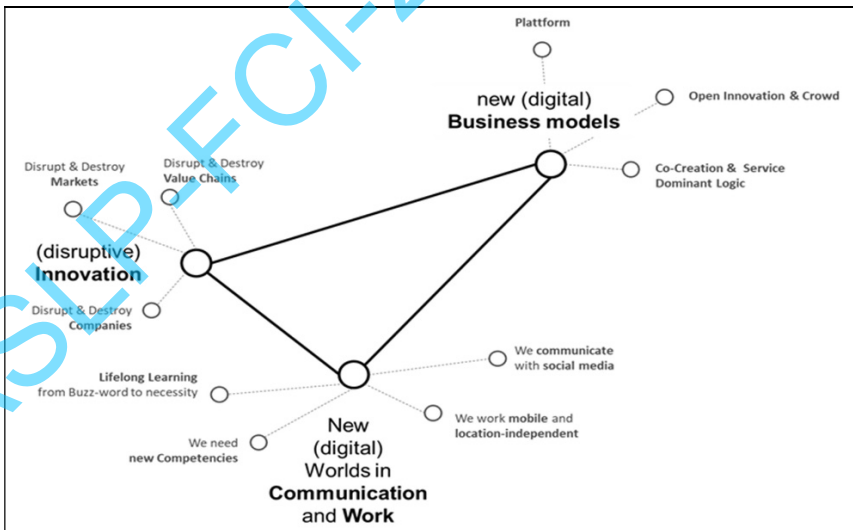 Plattform
new (digital)
Business models
Open Innovation & Crowd
Co-Creation & Service
Dominant Logic
Disrupt & Destroy
Markets
Disrupt & Destroy
Value Chains
(disruptive)
Innovation
Disrupt & Destroy
Companies
Lifelong Learning
from Buzz-word to necessity
We need
new Competencies
New
(digital)
Worlds in
Communication
and Work
We communicate
with social media
We work mobile and
location-independent
SLP-FCI-